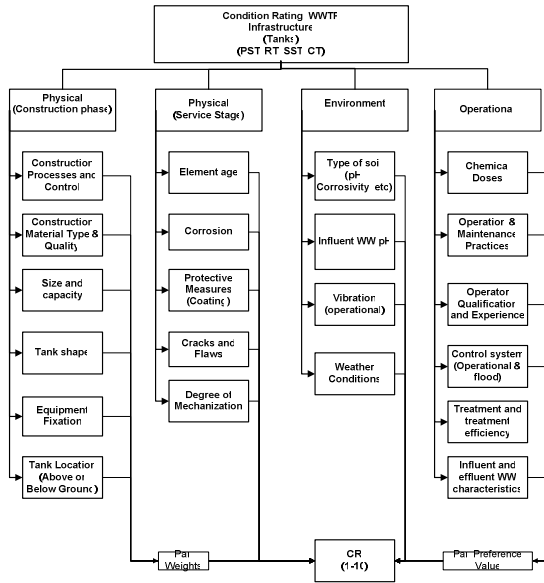 Condition Rating WWTF
Infrastructure
(Tanks)
(PST RT SST CT)
Physical
(Construction phase)
Physical
(Service Stage)
Environment
Operationa
Construction
Processes and
Control
Construction
Material Type &
Quality
Size and
capacity
Tank shape
Equipment
Fixation
Tank Location
(Above or
Below Ground)
Element age
Corrosion
Protective
Measures
(Coating)
Cracks and
Flaws
Degree of
Mechanization
Type of soi
(pH
Corrosivity etc)
Influent WW pH
Vibration
(operational)
Weather
Conditions
Chemica
Doses
Operation &
Maintenance
Practices
Operator
Qualification
and Experience
Control system
(Operational &
flood)
Treatment and
treatment
efficiency
Influent and
effluent WW
characteristics
Par
Weights
CR
(1-10)
Par Preference
Value